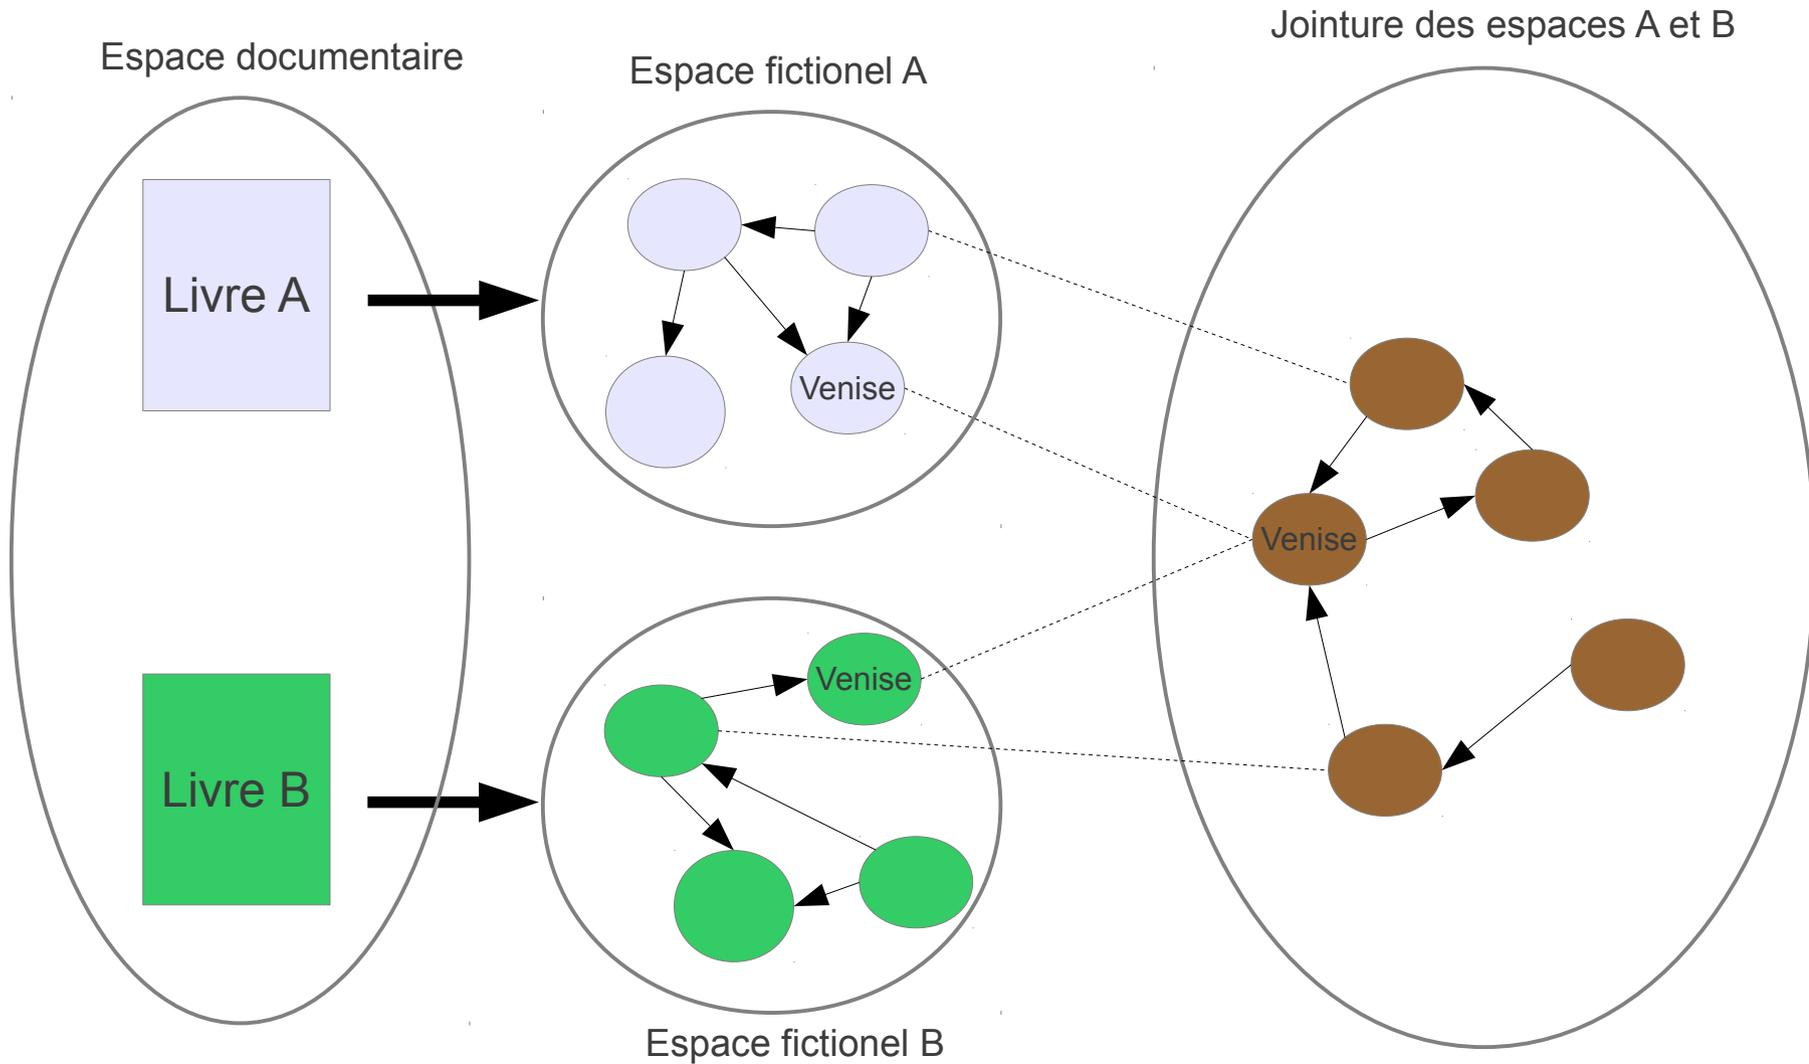 Espace documentaire
Espace fictionel A
Jointure des espaces A et B
Livre A
Venise
Venise
Venise
Livre B
Espace fictionel B